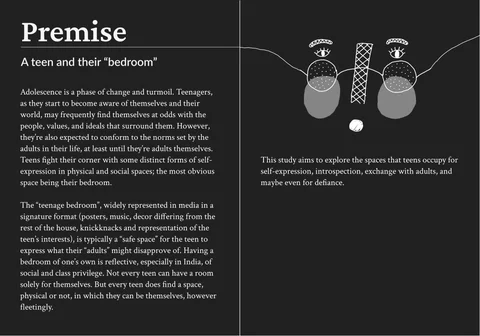 Premise
A teen and their “bedroom”
Adolescence is a phase of change and turmoil. Teenagers,
as they start to become aware of themselves and their
world, may frequently find themselves at odds with the
people, values, and ideals that surround them. However,
they’re also expected to conform to the norms set by the
adults in their life, at least until they’re adults themselves.
Teens fight their corner with some distinct forms of self-
expression in physical and social spaces; the most obvious
space being their bedroom.
The “teenage bedroom”, widely represented in media in a
signature format (posters, music, decor differing from the
rest of the house, knickknacks and representation of the
teen’s interests), is typically a “safe space” for the teen to
express what their “adults” might disapprove of. Having a
bedroom of one’s own is reflective, especially in India, of
social and class privilege. Not every teen can have a room
solely for themselves. But every teen does find a space,
physical or not, in which they can be themselves, however
fleetingly.
This study aims to explore the spaces that teens occupy for
self-expression, introspection, exchange with adults, and
maybe even for defiance.